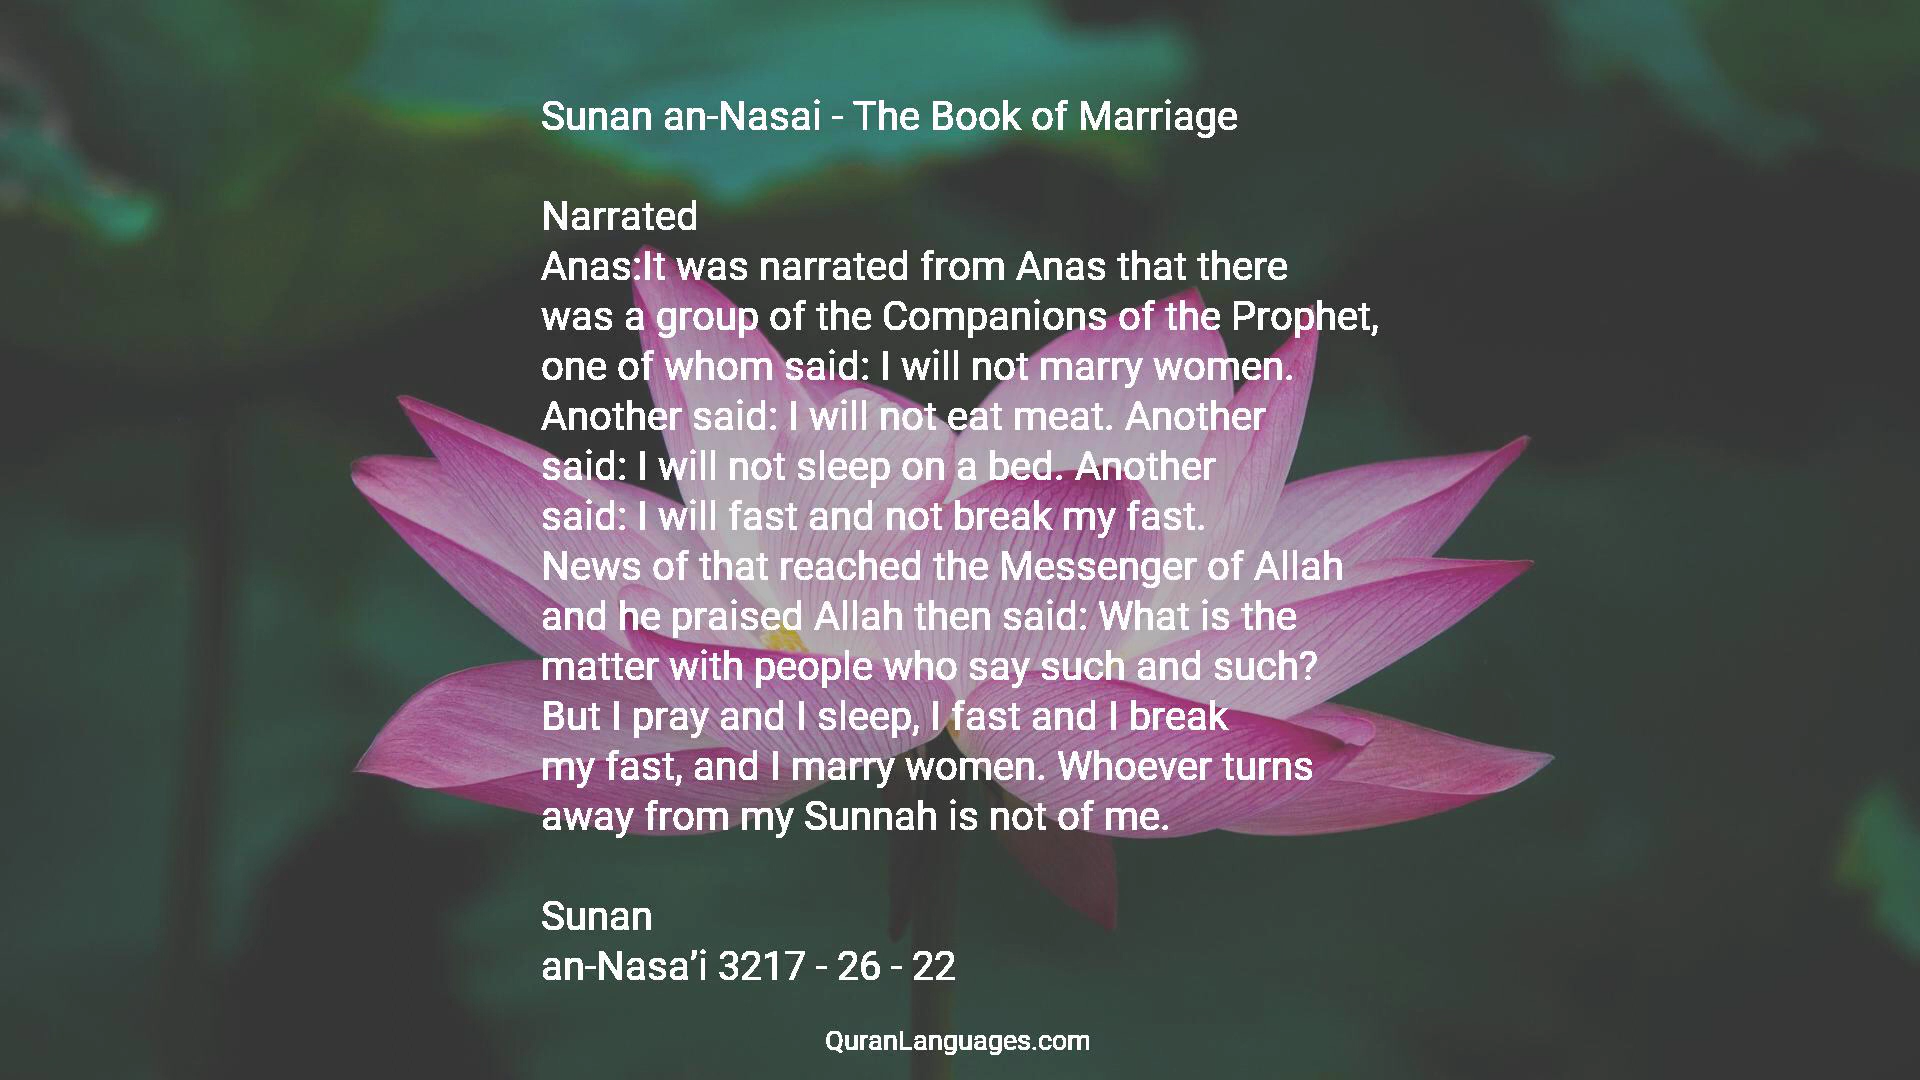 Sunan an-Nasai - The Book of Marriage
Narrated
Anas:It was narrated from Anas that there
was a group of the Companions of the Prophet,
one of whom said: I will not marry women.
Another said: I will not eat meat. Another
said: I will not sleep on a bed. Another
said: I will fast and not break my fast.
News of that reached the Messenger of Allah
and he praised Allah then said: What is the
matter with people who say such and such?
But I pray and I sleep, I fast and I break
my fast, and I marry women. Whoever turns
away from my Sunnah is not of me.
Sunan
an-Nasa’i 3217 - 26 - 22
QuranLanguages.com